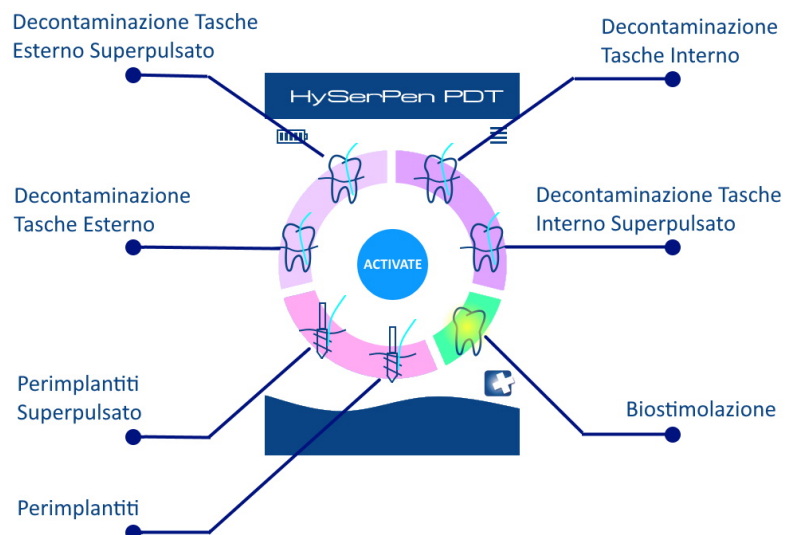 Decontaminazione Tasche
Esterno Superpulsato
Decontaminazione
Tasche Interno
HySerPen PDT
Decontaminazione
Tasche Esterno
Decontaminazione Tasche
Interno Superpulsato
ACTIVATE
Perimplantiti
Superpulsato
Biostimolazione
Perimplantiti